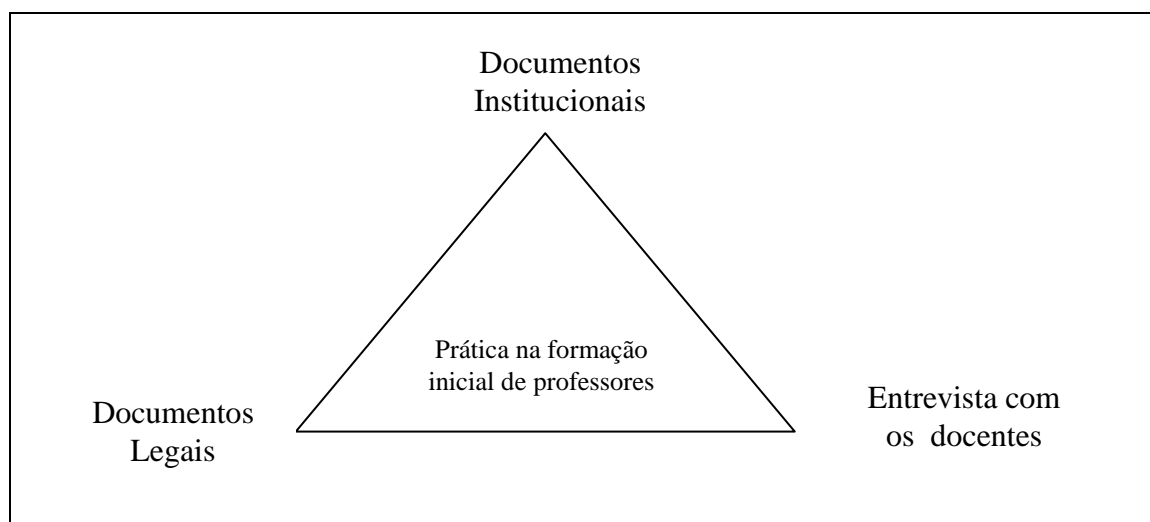 Documentos
Institucionais
Prática na formação
inicial de professores
Documentos
Legais
Entrevista com
os docentes